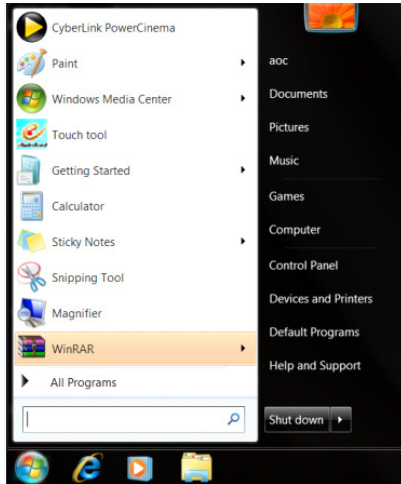 CyberLink PowerCinema
Paint
Windows Media Center
Touch tool
Getting Started
Calculator
Sticky Notes
Snipping Tool
Magnifier
WinRAR
All Programs
aoc
Documents
Pictures
Music
Games
Computer
Control Panel
Devices and Printers
Default Programs
Help and Support
Shut down